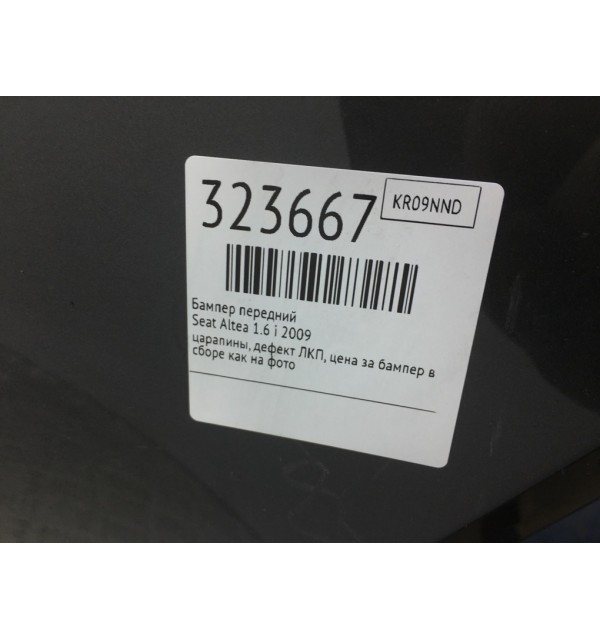 323667
KR09NND
Бампер передний
Seat Altea 1.6 i 2009
царапины, дефект ЛКП, цена за бампер в
сборе как на фото